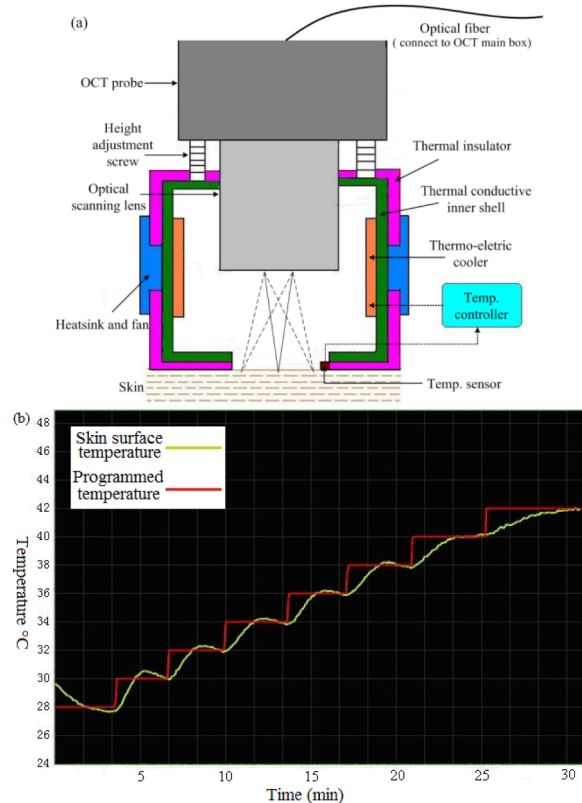 (a)
Optical fiber
( connect to OCT main box)
OCT probe
Height
adjustment
screw
Thermal insulator
Optical
scanning lens
Thermal conductive
inner shell
Thermo-eletric
cooler
Temp.
controller
Heatsink and fan
Skin
Temp. sensor
(b)
48
46
44
42
40
38
36
34
32
30
28
26
24
Skin surface
temperature
Programmed
temperature
Temperature °C
5
10
15
20
25
30
Time (min)